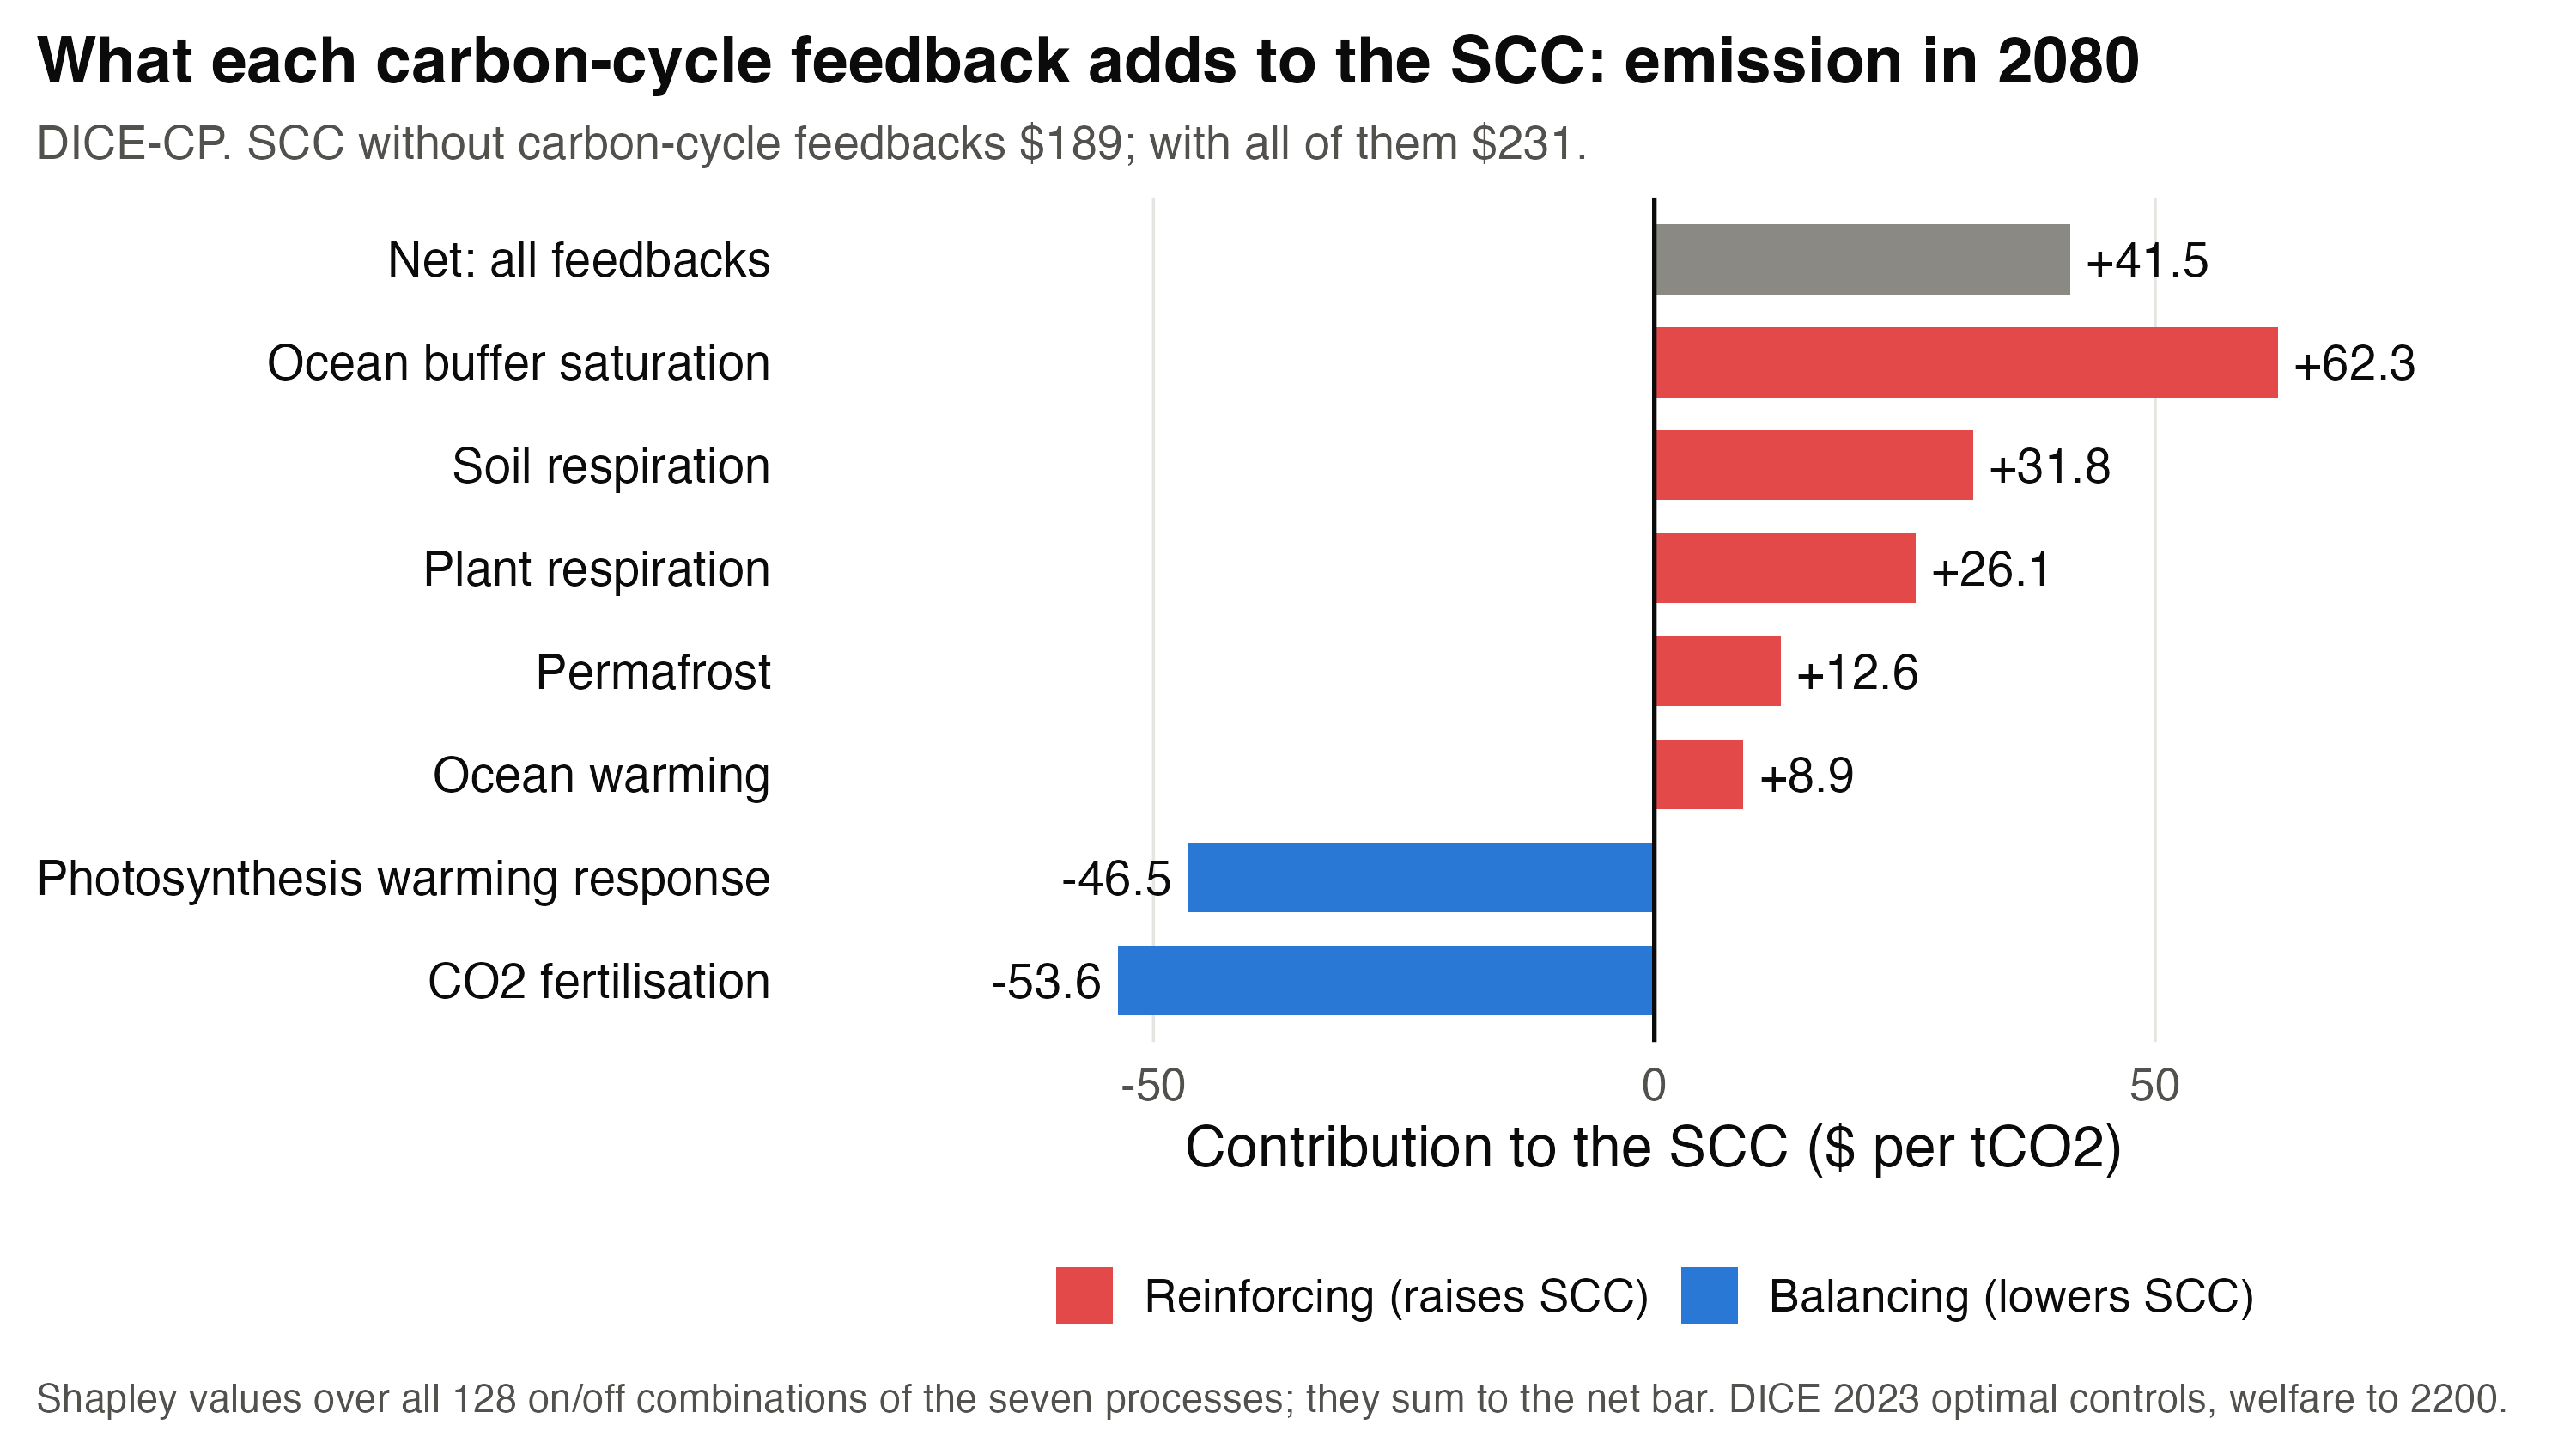 What each carbon-cycle feedback adds to the SCC: emission in 2080
DICE-CP. SCC without carbon-cycle feedbacks $189; with all of them $231.
Net: all feedbacks +41.5
Ocean buffer saturation +62.3
Soil respiration +31.8
Plant respiration +26.1
Permafrost +12.6
Ocean warming +8.9
Photosynthesis warming response -46.5
CO2 fertilisation -53.6
-50 0 50
Contribution to the SCC ($ per tCO2)
Reinforcing (raises SCC) Balancing (lowers SCC)
Shapley values over all 128 on/off combinations of the seven processes; they sum to the net bar. DICE 2023 optimal controls, welfare to 2200.